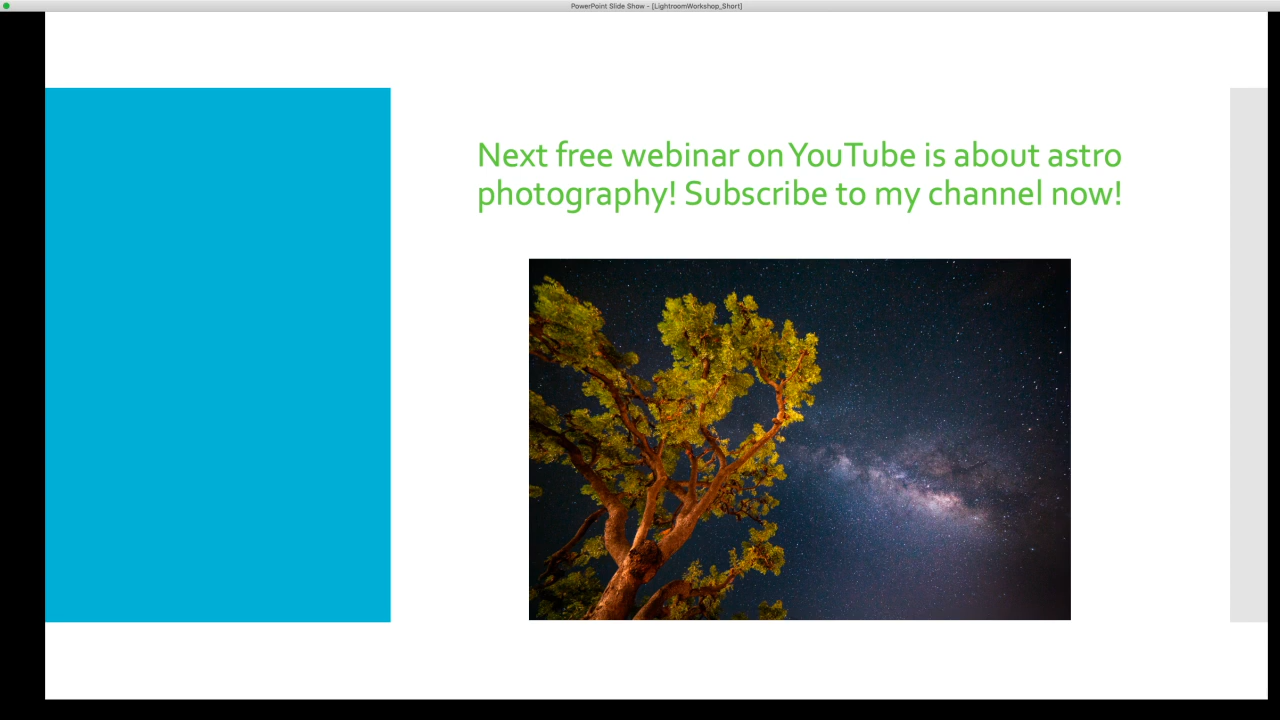 PowerPoint Slide Show - [LightroomWorkshop_Short]
Next free webinar on YouTube is about astro
photography! Subscribe to my channel now!